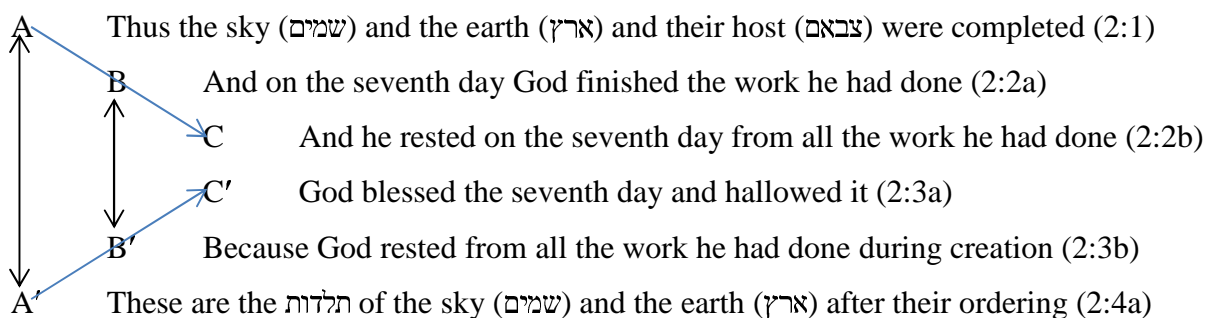 A Thus the sky (שמים) and the earth (ארץ) and their host (צבאם) were completed (2:1)
B And on the seventh day God finished the work he had done (2:2a)
C And he rested on the seventh day from all the work he had done (2:2b)
C′ God blessed the seventh day and hallowed it (2:3a)
B′ Because God rested from all the work he had done during creation (2:3b)
A′ These are the תלדות of the sky (שמים) and the earth (ארץ) after their ordering (2:4a)